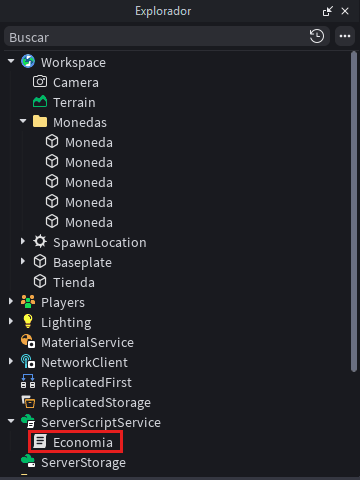 Explorador
Buscar
Workspace
Camera
Terrain
Monedas
Moneda
Moneda
Moneda
Moneda
Moneda
SpawnLocation
Baseplate
Tienda
Players
Lighting
MaterialService
NetworkClient
ReplicatedFirst
ReplicatedStorage
ServerScriptService
Economia
ServerStorage